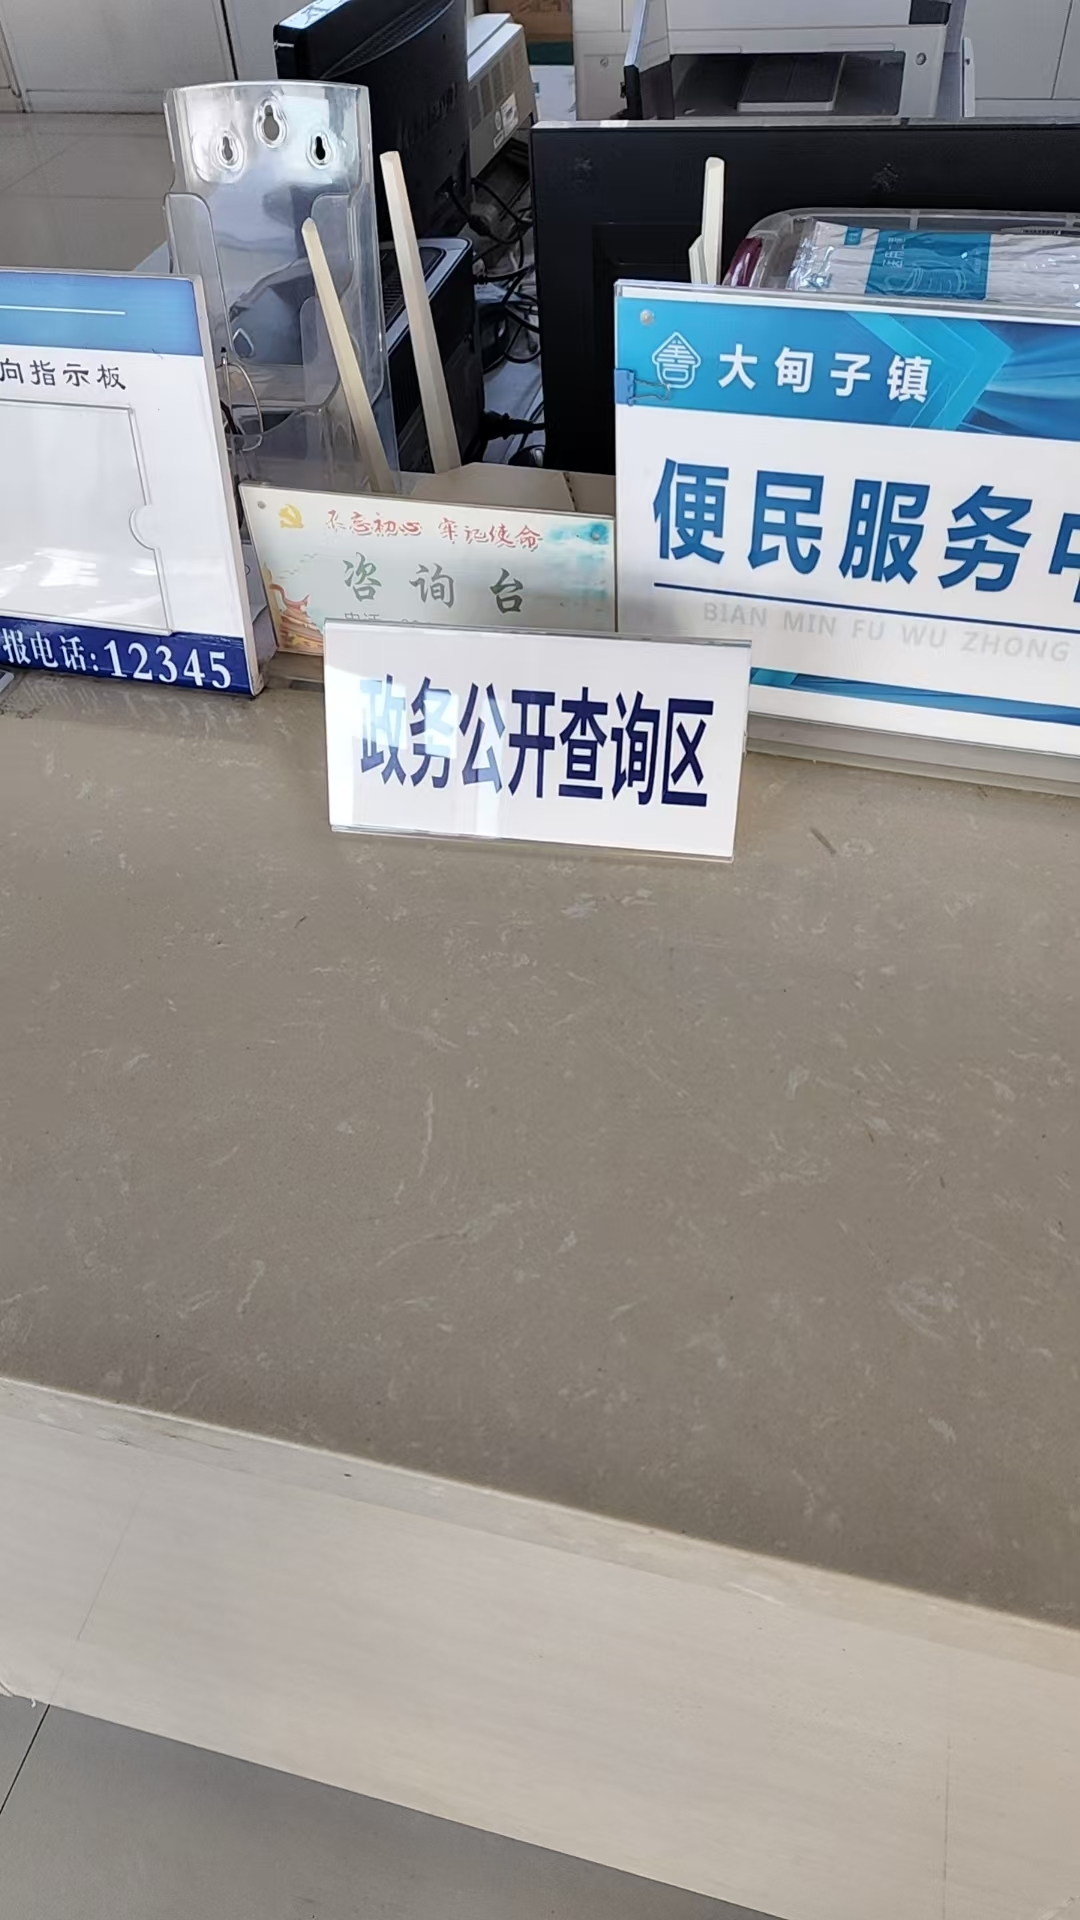 向指示板
报电话:12345
不忘初心 牢记使命
咨询台
政务公开查询区
大甸子镇
便民服务中
BIAN MIN FU WU ZHONG